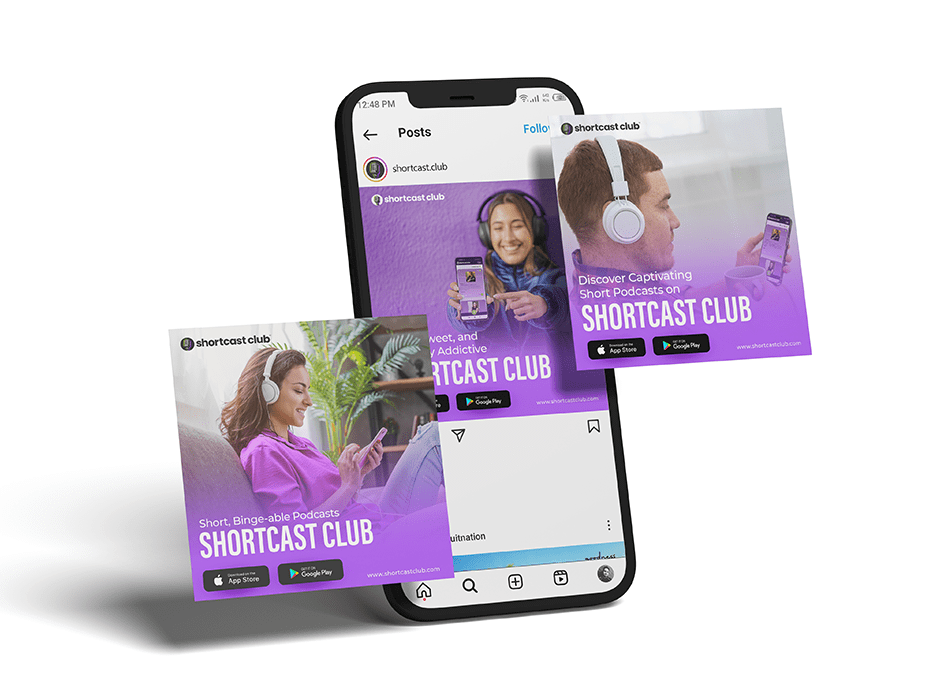 12:48 PM
Posts
shortcast.club
shortcast club
weet, and
Addictive
RTCAST CLUB
Google Play
www.shortcastclub.com
shortcast club
Discover Captivating
Short Podcasts on
SHORTCAST CLUB
Download on the
App Store
GET IT ON
Google Play
www.shortcastclub.com
shortcast club
Short, Binge-able Podcasts
SHORTCAST CLUB
Download on the
App Store
GET IT ON
Google Play
www.shortcastclub.com
uitnation